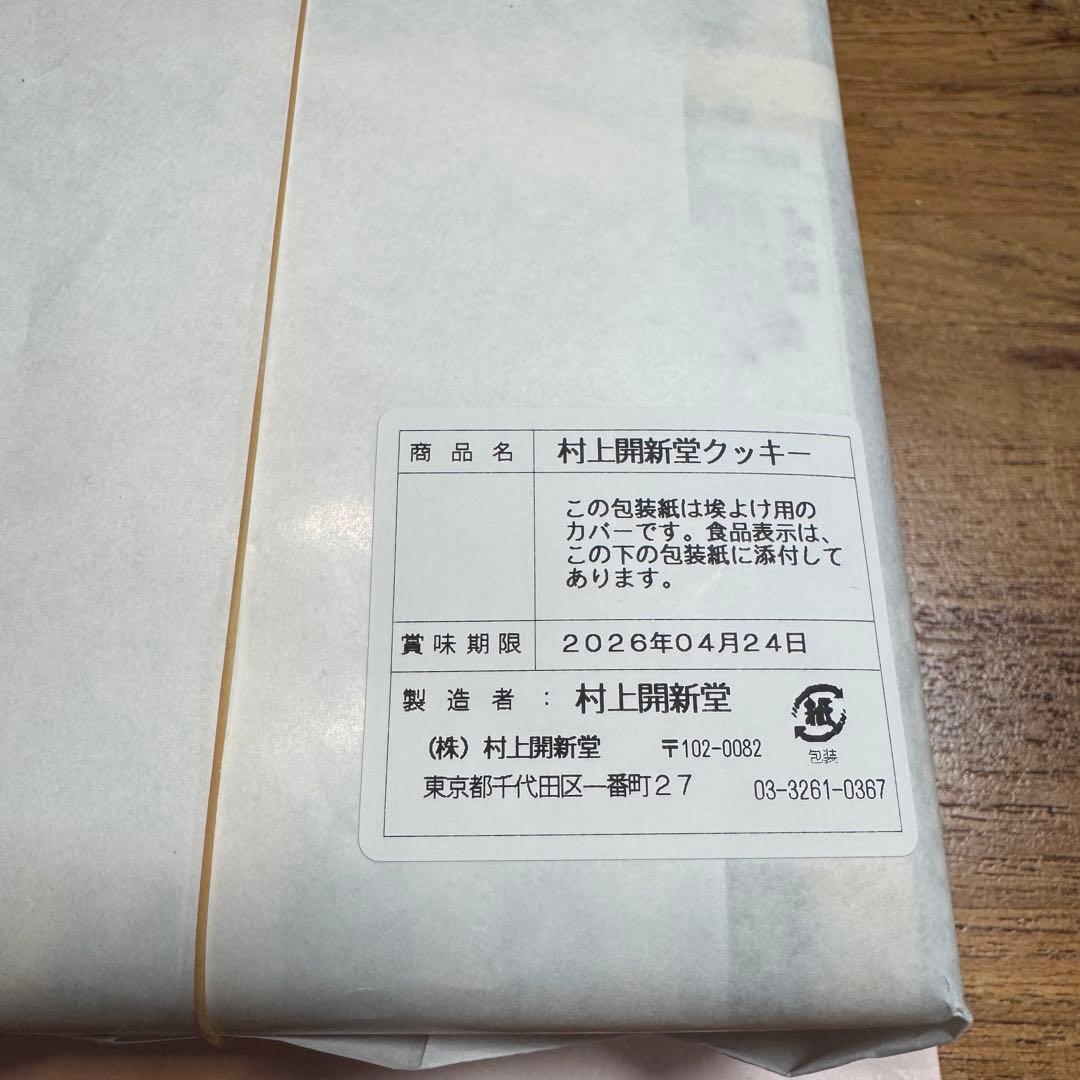 商品名 村上開新堂クッキー
この包装紙は埃よけ用の
カバーです。食品表示は、
この下の包装紙に添付して
あります。
賞味期限 2026年04月24日
製造者：村上開新堂
(株) 村上開新堂 〒102-0082
東京都千代田区一番町27 03-3261-0367
紙
包装